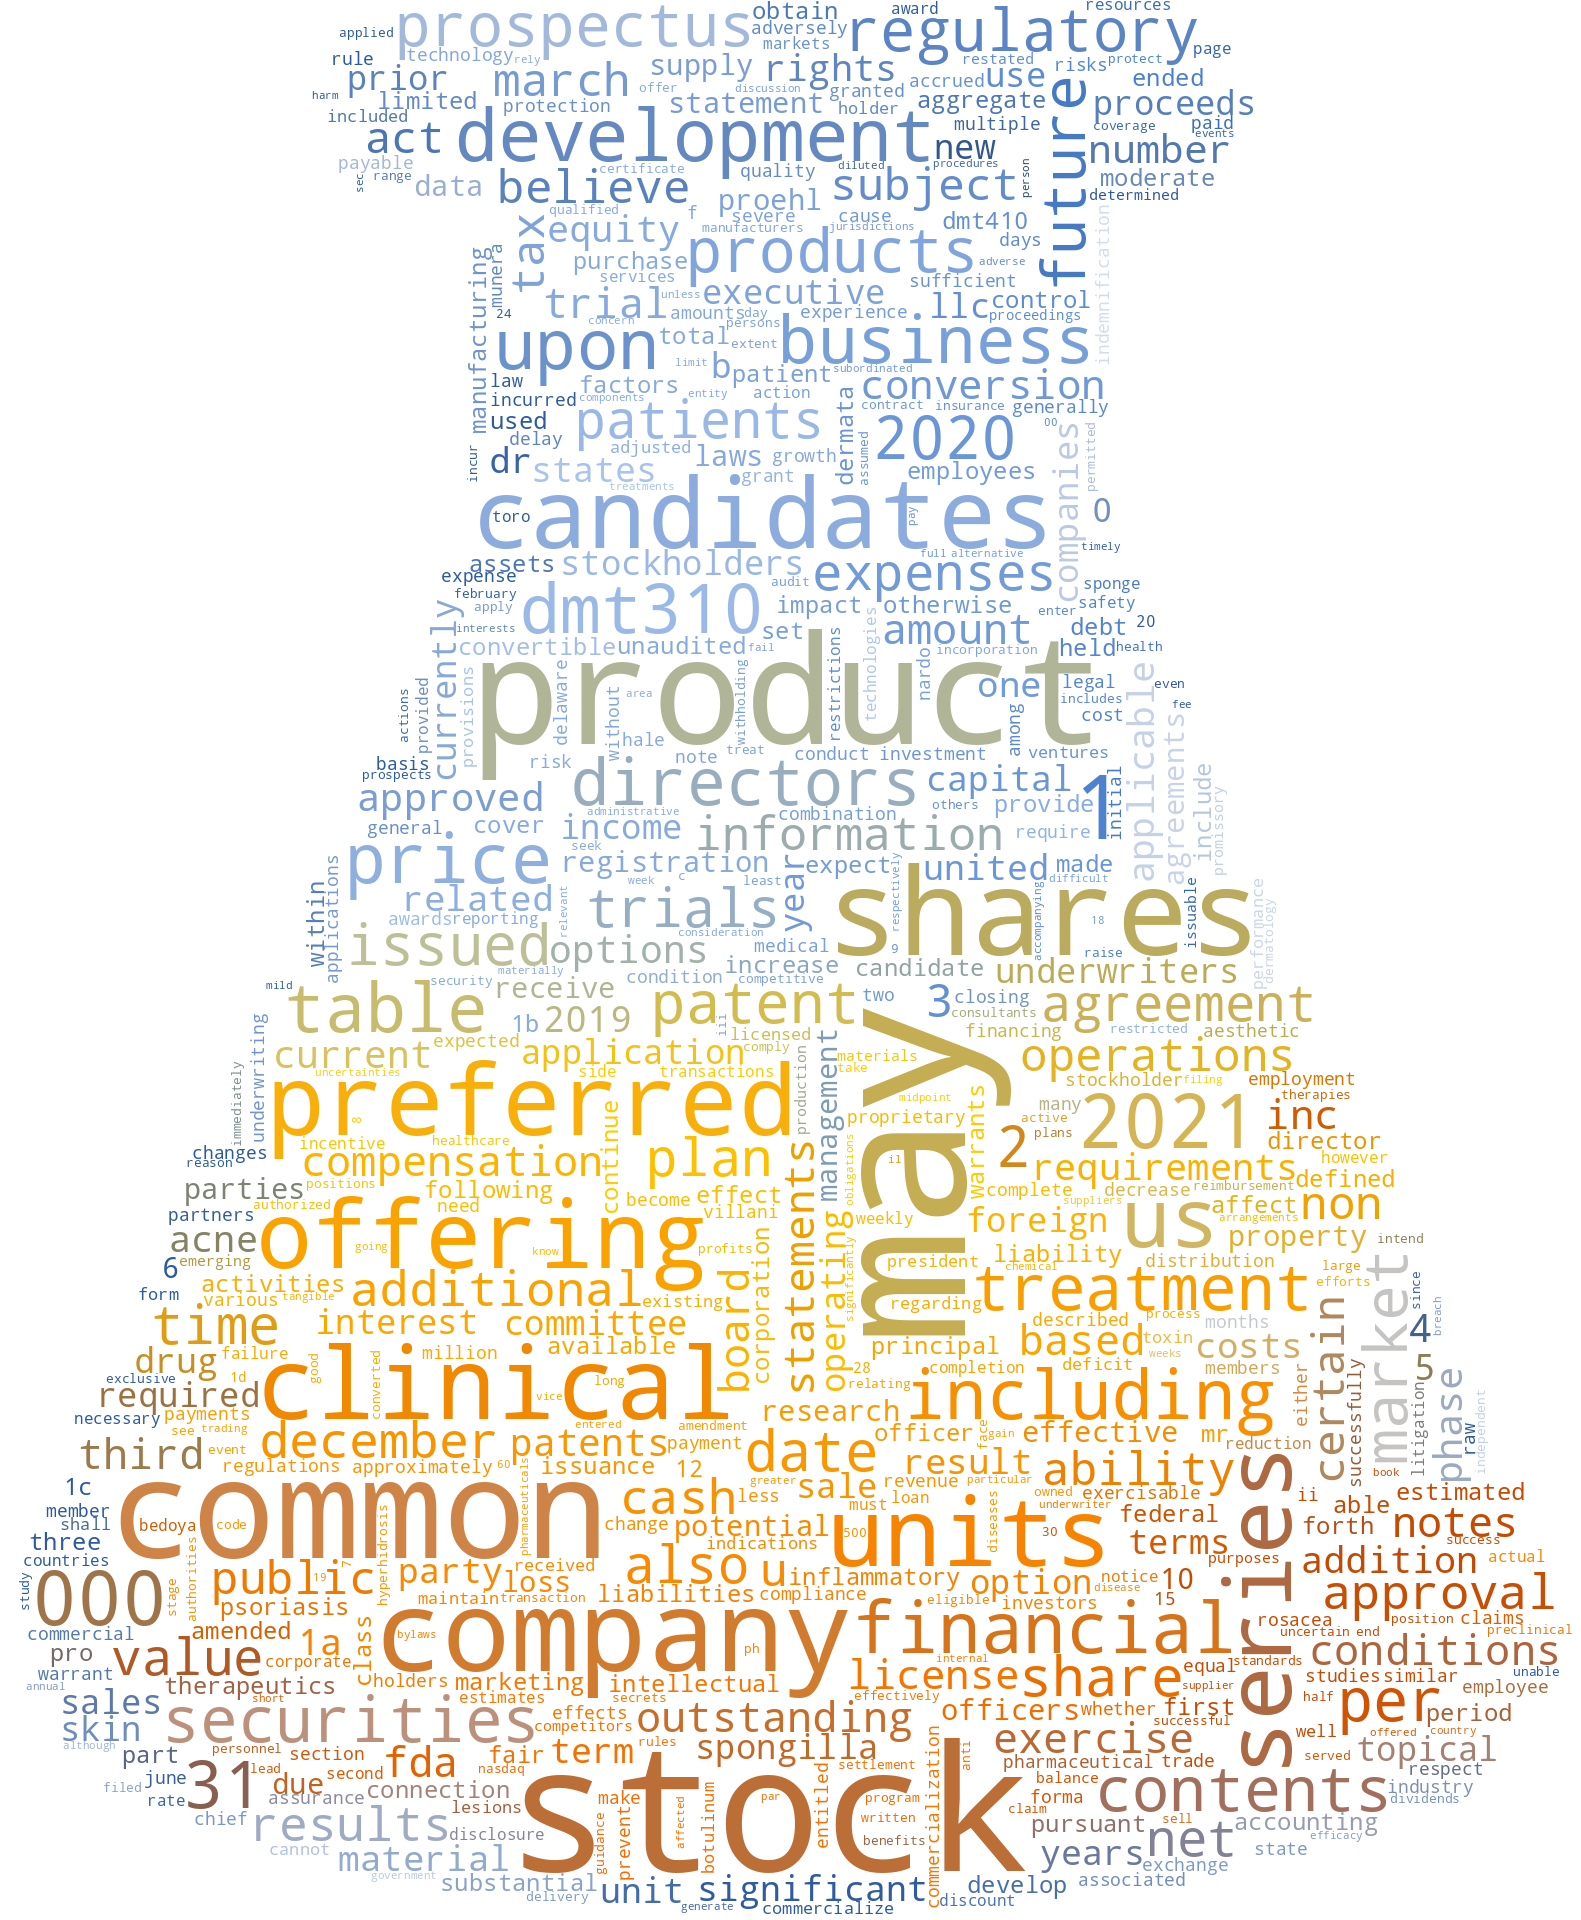 prospectus obtain award resources
applied adversely regulatory
technology rely markets restated protect page
rule supply rights accrued use risks ended
prior march offer discussion granted aggregate proceeds
harm limited protection statement holder multiple coverage paid
included act development new number events
payable certificate quality diluted procedures future
sec range data believe subject person moderate
proehl determined
qualified f severe cause dmt410
tax equity manufacturers jurisdictions days indemnification
manufacturing munera purchase products adverse
services executive sufficient
trial unless llc control
24 concern amounts day experience proceedings
upon total persons business
extent
law limit b patient subordinated conversion
incurred factors components entity action contract insurance generally
used patients dermata 2020 00
delay adjusted laws growth assumed companies permitted
incur dr states grant employees
treatments
candidates
toro pay 0
full alternative timely
assets stockholders expenses
expense audit sponge
february dmt310 impact otherwise safety
apply technologies enter
interests set amount debt 20
currently convertible unaudited fail incorporation held health
product
provisions delaware area withholding restrictions nardo one legal even
actions provided without includes applicable fee
hale among cost agreements
basis risk note treat conduct investment ventures
prospects directors capital include
approved administrative others provide 1 initial promissory
general cover income combination information require
price seek
registration year expect united made
related week c least respectively difficult
within applications awards reporting relevant trials shares issuable performance dermatology
consideration accompanying 18
issued options medical 9 raise
materially increase candidate underwriters
mild security condition competitive
table receive patent two 3 closing agreement
1b 2019 iii consultants
underwriting expected licensed financing restricted aesthetic
current application comply production management materials operations
immediately uncertainties side transactions take stockholder filing employment
preferred midpoint therapies
8 may many 2021 inc
incentive healthcare continue proprietary active
changes 2 plans director
reason compensation plan statements obligations il warrants requirements however
parties positions following become effect complete decrease reimbursement defined
authorized need suppliers affect non
partners villani weekly foreign us arrangements
acne offering operating property
going know profits liability intend
6 emerging president distribution
activities chemical large market
form various tangible additional existing board corporation significantly regarding treatment efforts since
time interest committee described process months certain 4 breach
drug failure million available principal based toxin costs
exclusive 1d good converted clinical long 28 completion deficit weeks members 5
required vice relating including either successfully litigation phase raw independent
necessary payments entered amendment research officer face gain
see trading december effective mr
third event patents payment date result reduction
regulations approximately 60 issuance 12 greater ability book
1c common cash sale revenue particular series
member less owned exercisable ii estimated
shall bedoya code hyperhidrosis pharmaceuticals must loan underwriter able
three change potential 500 units diseases 30 federal forth notes
countries indications terms success
study 7 also purposes addition actual
000 stage authorities public 19 party received u inflammatory option notice 10
loss liabilities compliance disease approval
psoriasis maintain transaction eligible investors 15
commercial amended class bylaws company financial rosacea position claims
pro 1a ph uncertain end preclinical
value corporate internal conditions
warrant license share equal standards
annual therapeutics holders marketing intellectual supplier studies similar unable
short estimates secrets effectively half per employee
sales securities effects outstanding officers whether first
skin competitors successful period
although rules exercise well offered country
part personnel section fda fair term spongilla commercialization anti served topical
june lead second nasdaq settlement pharmaceutical trade
filed 31 due balance respect
rate assurance connection stock make par entitled program forma contents industry
chief lesions claim dividends
results guidance prevent affected botulinum written pursuant sell accounting
disclosure benefits net efficacy
cannot material years exchange state
government substantial associated
delivery unit significant develop
generate commercialize discount